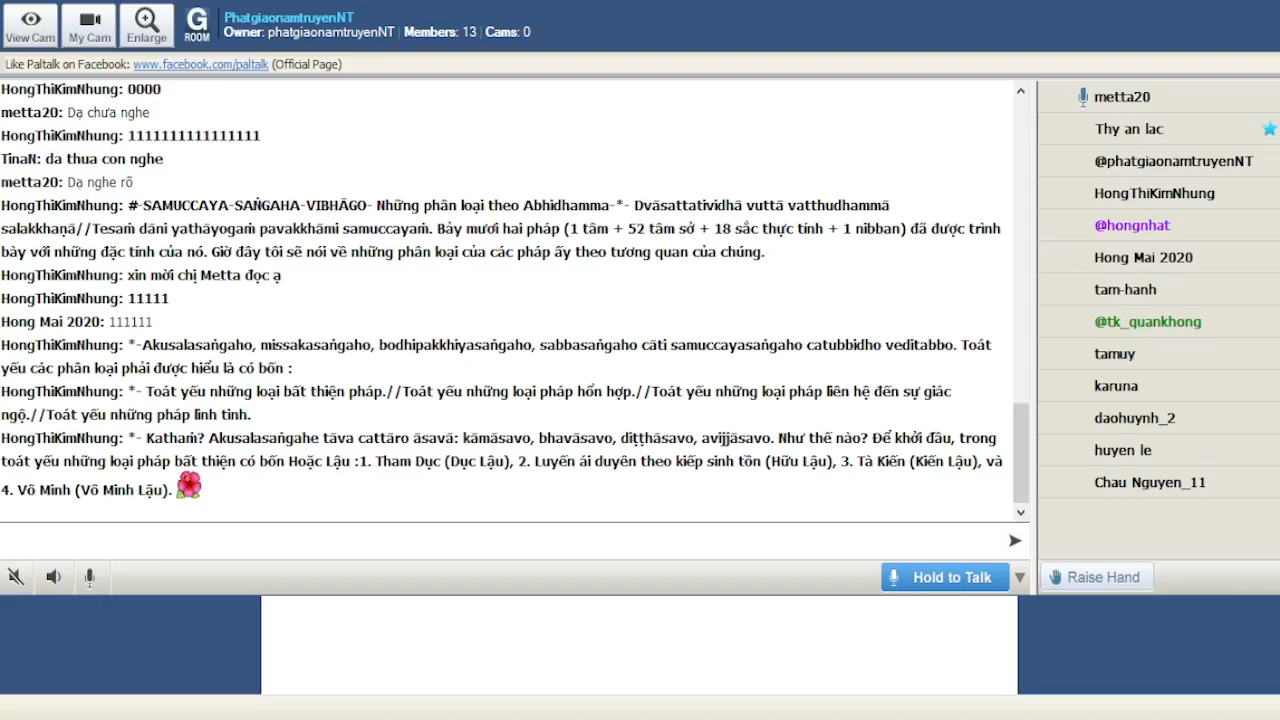 View Cam
My Cam
Enlarge
G
ROOM
PhatgiaonamtruyenNT
Owner: phatgiaonamtruyenNT | Members: 13 | Cams: 0
Like Paltalk on Facebook: www.facebook.com/paltalk (Official Page)
HongThiKimNhung: 0000
metta20: Dạ chưa nghe
HongThiKimNhung: 1111111111111111
TinaN: da thua con nghe
metta20: Dạ nghe rõ
HongThiKimNhung: #-SAMUCCAYA-SAṄGAHA-VIBHĀGO- Những phân loại theo Abhidhamma-*- Dvāsattatividhā vuttā vatthudhammā
salakkhaṇā//Tesaṁ dāni yathāyogaṁ pavakkhāmi samuccayaṁ. Bảy mươi hai pháp (1 tâm + 52 tâm sở + 18 sắc thực tính + 1 nibban) đã được trình
bày với những đặc tính của nó. Giờ đây tôi sẽ nói về những phân loại của các pháp ấy theo tương quan của chúng.
HongThiKimNhung: xin mời chị Metta đọc ạ
HongThiKimNhung: 11111
Hong Mai 2020: 111111
HongThiKimNhung: *-Akusalasaṅgaho, missakasaṅgaho, bodhipakkhiyasaṅgaho, sabbasaṅgaho cāti samuccayasaṅgaho catubbidho veditabbo. Toát
yếu các phân loại phải được hiểu là có bốn :
HongThiKimNhung: *- Toát yếu những loại bất thiện pháp.//Toát yếu những loại pháp hổn hợp.//Toát yếu những loại pháp liên hệ đến sự giác
ngộ.//Toát yếu những pháp linh tinh.
HongThiKimNhung: *- Kathaṁ? Akusalasaṅgahe tāva cattāro āsavā: kāmāsavo, bhavāsavo, diṭṭhāsavo, avijjāsavo. Như thế nào? Để khởi đầu, trong
toát yếu những loại pháp bất thiện có bốn Hoặc Lậu :1. Tham Dục (Dục Lậu), 2. Luyến ái duyên theo kiếp sinh tồn (Hữu Lậu), 3. Tà Kiến (Kiến Lậu), và
4. Vô Minh (Vô Minh Lậu).
Hold to Talk
metta20
Thy an lac
@phatgiaonamtruyenNT
HongThiKimNhung
@hongnhat
Hong Mai 2020
tam-hanh
@tk_quankhong
tamuy
karuna
daohuynh_2
huyen le
Chau Nguyen_11
Raise Hand